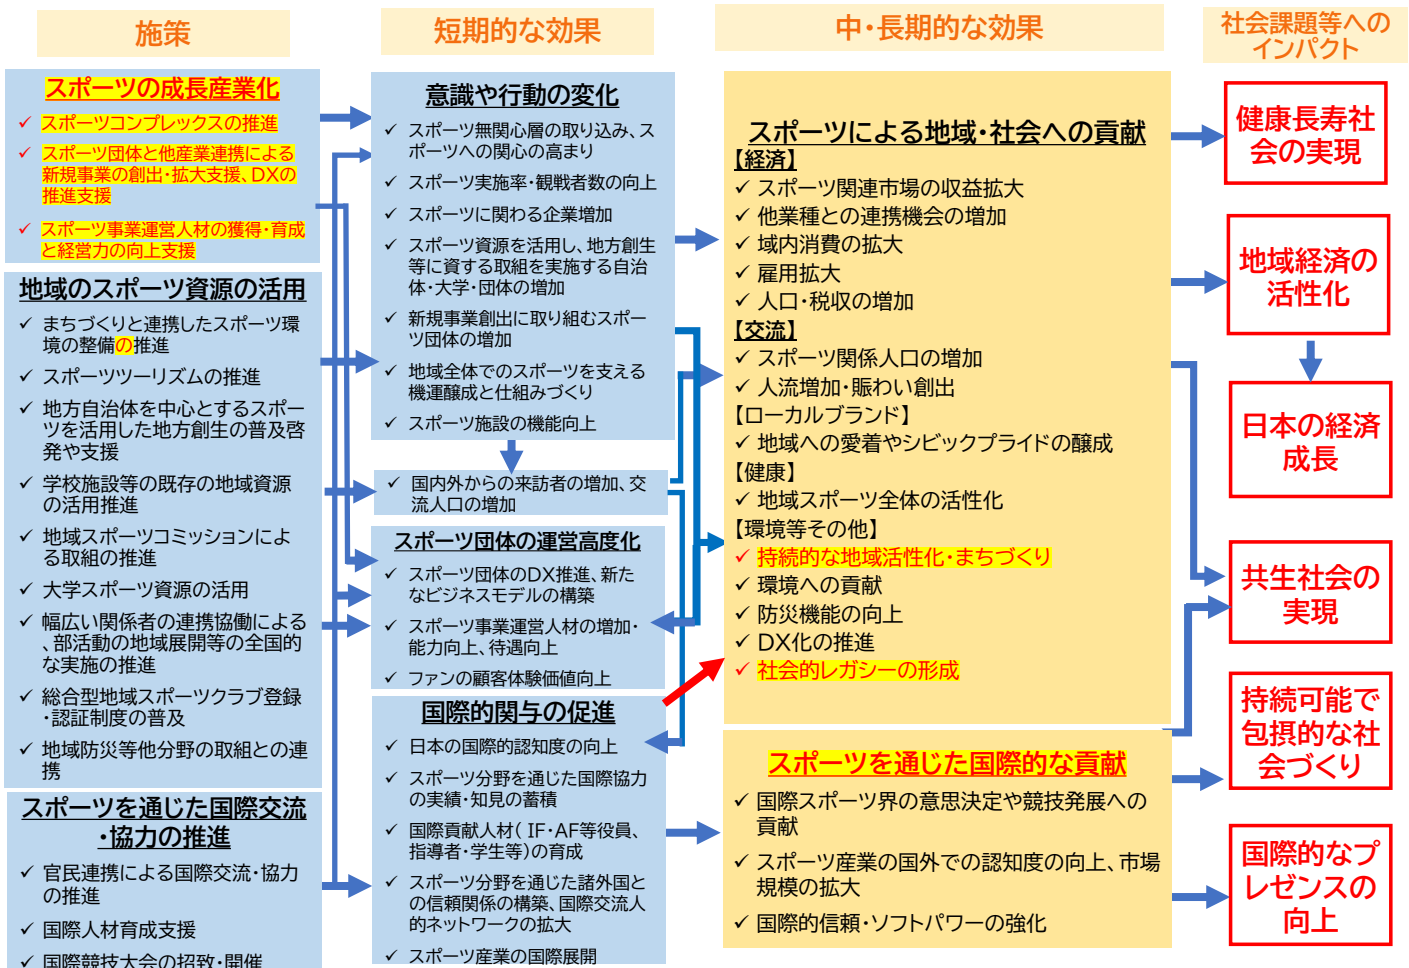 施策
スポーツの成長産業化
✓ スポーツコンプレックスの推進
✓ スポーツ団体と他産業連携による
新規事業の創出・拡大支援、DXの
推進支援
✓ スポーツ事業運営人材の獲得・育成
と経営力の向上支援
地域のスポーツ資源の活用
✓ まちづくりと連携したスポーツ環
境の整備の推進
✓ スポーツツーリズムの推進
✓ 地方自治体を中心とするスポー
ツを活用した地方創生の普及啓
発や支援
✓ 学校施設等の既存の地域資源
の活用推進
✓ 地域スポーツコミッションによ
る取組の推進
✓ 大学スポーツ資源の活用
✓ 幅広い関係者の連携協働による
、部活動の地域展開等の全国的
な実施の推進
✓ 総合型地域スポーツクラブ登録
・認証制度の普及
✓ 地域防災等他分野の取組との連
携
スポーツを通じた国際交流
・協力の推進
✓ 官民連携による国際交流・協力
の推進
✓ 国際人材育成支援
✓ 国際競技大会の招致・開催
短期的な効果
意識や行動の変化
✓ スポーツ無関心層の取り込み、ス
ポーツへの関心の高まり
✓ スポーツ実施率・観戦者数の向上
✓ スポーツに関わる企業増加
✓ スポーツ資源を活用し、地方創生
等に資する取組を実施する自治
体・大学・団体の増加
✓ 新規事業創出に取り組むスポー
ツ団体の増加
✓ 地域全体でのスポーツを支える
機運醸成と仕組みづくり
✓ スポーツ施設の機能向上
✓ 国内外からの来訪者の増加、交
流人口の増加
スポーツ団体の運営高度化
✓ スポーツ団体のDX推進、新た
なビジネスモデルの構築
✓ スポーツ事業運営人材の増加・
能力向上、待遇向上
✓ ファンの顧客体験価値向上
国際的関与の促進
✓ 日本の国際的認知度の向上
✓ スポーツ分野を通じた国際協力
の実績・知見の蓄積
✓ 国際貢献人材( IF・AF等役員、
指導者・学生等)の育成
✓ スポーツ分野を通じた諸外国と
の信頼関係の構築、国際交流人
的ネットワークの拡大
✓ スポーツ産業の国際展開
中・長期的な効果
スポーツによる地域・社会への貢献
【経済】
✓ スポーツ関連市場の収益拡大
✓ 他業種との連携機会の増加
✓ 域内消費の拡大
✓ 雇用拡大
✓ 人口・税収の増加
【交流】
✓ スポーツ関係人口の増加
✓ 人流増加・賑わい創出
【ローカルブランド】
✓ 地域への愛着やシビックプライドの醸成
【健康】
✓ 地域スポーツ全体の活性化
【環境等その他】
✓ 持続的な地域活性化・まちづくり
✓ 環境への貢献
✓ 防災機能の向上
✓ DX化の推進
✓ 社会的レガシーの形成
スポーツを通じた国際的な貢献
✓ 国際スポーツ界の意思決定や競技発展への
貢献
✓ スポーツ産業の国外での認知度の向上、市場
規模の拡大
✓ 国際的信頼・ソフトパワーの強化
社会課題等への
インパクト
健康長寿社
会の実現
地域経済の
活性化
日本の経済
成長
共生社会の
実現
持続可能で
包摂的な社
会づくり
国際的なプ
レゼンスの
向上